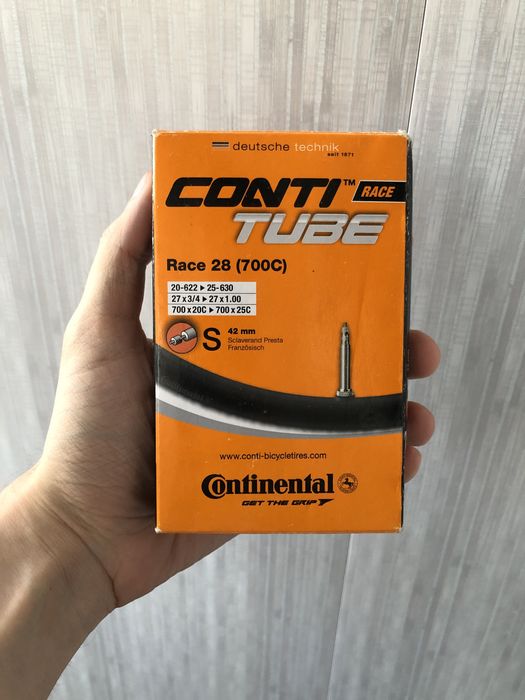 deutsche technik
seit 1871
CONTI™ RACE
TUBE
Race 28 (700C)
20-622 ▸ 25-630
27 x 3/4 ▸ 27 x 1.00
700 x 20C ▸ 700 x 25C
S 42 mm
Sclaverand Presta
Französisch
www.conti-bicycletires.com
Continental
GET THE GRIP